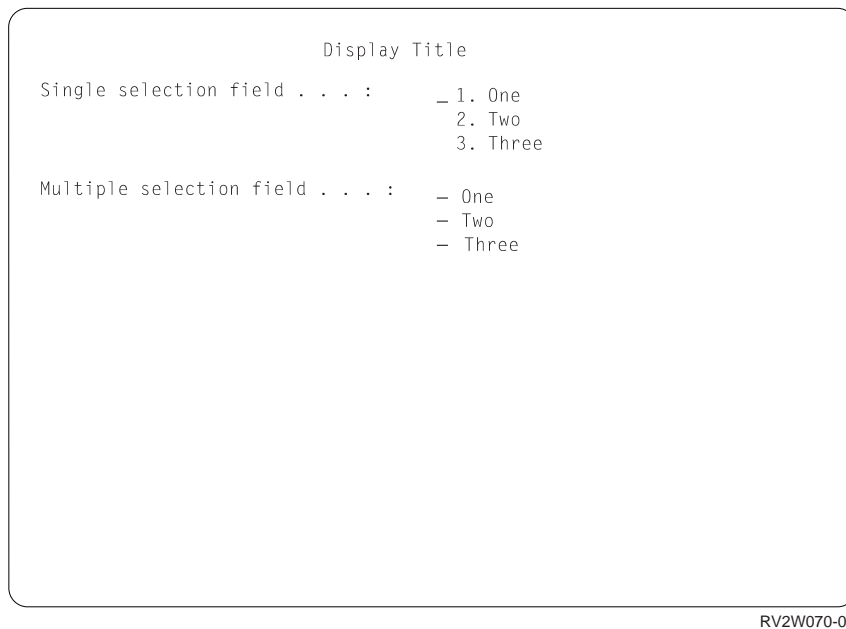 Display Title
Single selection field . . . : _ 1. One
2. Two
3. Three
Multiple selection field . . . : _ One
_ Two
_ Three
RV2W070-0